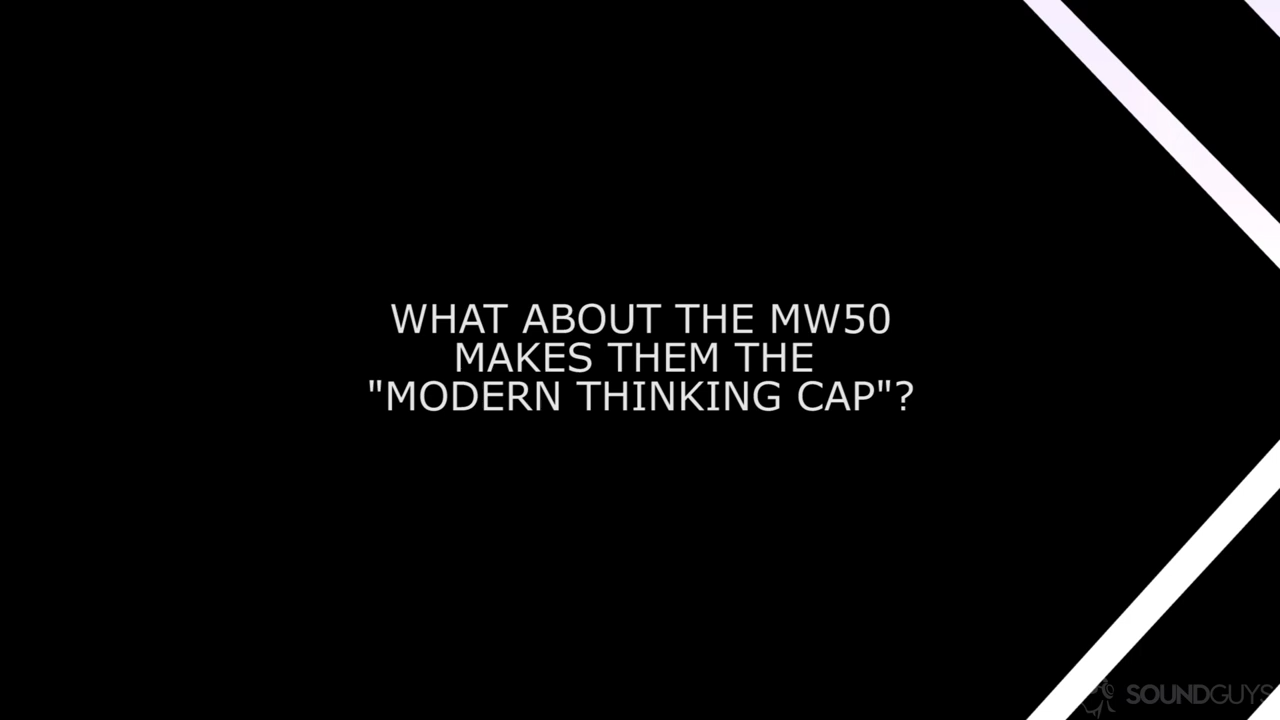 WHAT ABOUT THE MW50
MAKES THEM THE
"MODERN THINKING CAP"?
SOUNDGUYS